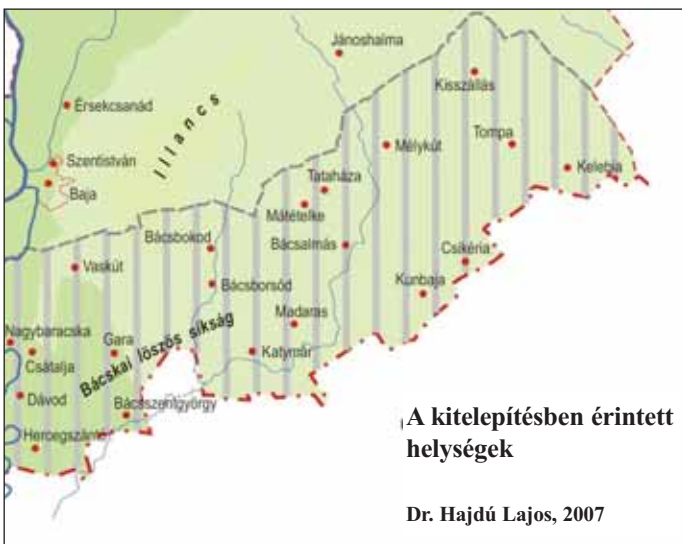 Jánoshalma
Kisszállás
Érsekcsanád
Illancs
Mélykút
Tompa
Szentistván
Kelebia
Baja
Tataháza
Mátételke
Bácsbokod
Bácsalmás
Vaskút
Csikéria
Bácsborsód
Kunbaja
Madaras
Nagybaracska
Gara
Bácskai löszös síkság
Katymár
Csátalja
Dávod
Bácsszentgyörgy
Hercegszántó
A kitelepítésben érintett
helységek
Dr. Hajdú Lajos, 2007